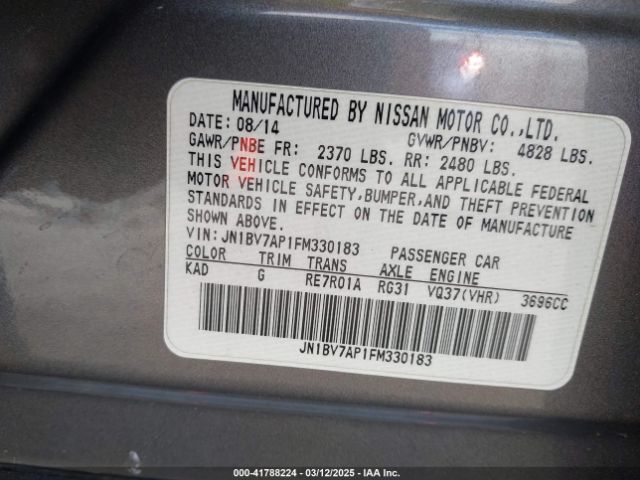 MANUFACTURED BY NISSAN MOTOR CO.,LTD.
DATE: 08/14 GVWR/PNBV: 4828 LBS.
GAWR/PNBE FR: 2370 LBS. RR: 2480 LBS.
THIS VEHICLE CONFORMS TO ALL APPLICABLE FEDERAL
MOTOR VEHICLE SAFETY,BUMPER,AND THEFT PREVENTION
STANDARDS IN EFFECT ON THE DATE OF MANUFACTURE
SHOWN ABOVE.
VIN: JN1BV7AP1FM330183 PASSENGER CAR
COLOR TRIM TRANS AXLE ENGINE
KAD G RE7R01A RG31 VQ37(VHR) 3696CC
JN1BV7AP1FM330183
000-41788224 | 03/12/2025 - IAA Inc.